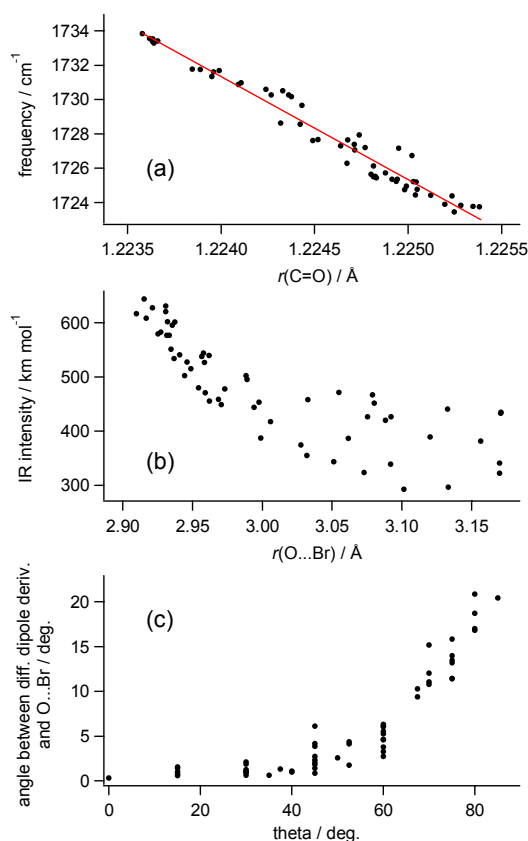 1734
1732
1730
1728
1726
1724
frequency / cm⁻¹
(a)
1.2235 1.2240 1.2245 1.2250 1.2255
r(C=O) / Å
600
500
400
300
IR intensity / km mol⁻¹
(b)
2.90 2.95 3.00 3.05 3.10 3.15
r(O...Br) / Å
20
15
10
5
0
angle between diff. dipole deriv.
and O...Br / deg.
(c)
0 20 40 60 80
theta / deg.